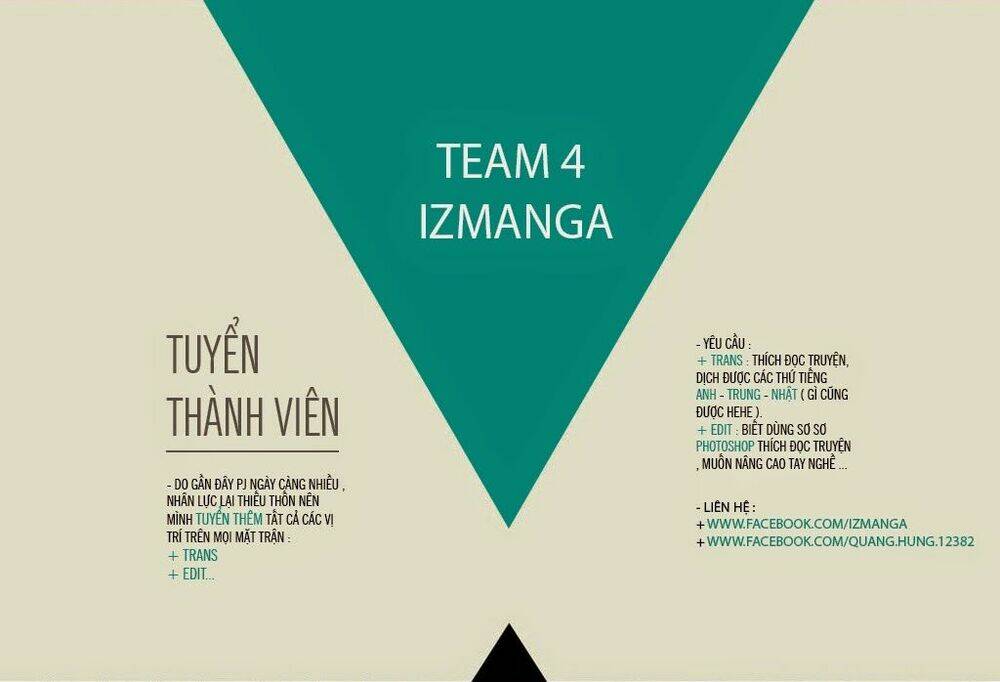 TEAM 4
IZMANGA
TUYỂN
THÀNH VIÊN
- DO GẦN ĐÂY PJ NGÀY CÀNG NHIỀU ,
NHÂN LỰC LẠI THIẾU THỐN NÊN
MÌNH TUYỂN THÊM TẤT CẢ CÁC VỊ
TRÍ TRÊN MỌI MẶT TRẬN :
+ TRANS
+ EDIT...
- YÊU CẦU :
+ TRANS : THÍCH ĐỌC TRUYỆN,
DỊCH ĐƯỢC CÁC THỨ TIẾNG
ANH - TRUNG - NHẬT ( GÌ CŨNG
ĐƯỢC HEHE ).
+ EDIT : BIẾT DÙNG SƠ SƠ
PHOTOSHOP THÍCH ĐỌC TRUYỆN
, MUỐN NÂNG CAO TAY NGHỀ ...
- LIÊN HỆ :
+ WWW.FACEBOOK.COM/IZMANGA
+ WWW.FACEBOOK.COM/QUANG.HUNG.12382